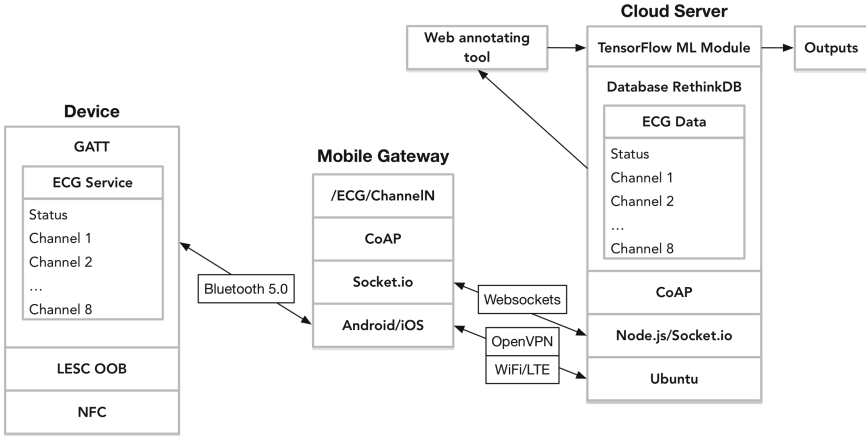 Device
GATT
ECG Service
Status
Channel 1
Channel 2
...
Channel 8
LESC OOB
NFC
Bluetooth 5.0
Mobile Gateway
/ECG/ChannelN
CoAP
Socket.io
Android/iOS
Websockets
OpenVPN
WiFi/LTE
Web annotating
tool
Cloud Server
TensorFlow ML Module
Database RethinkDB
ECG Data
Status
Channel 1
Channel 2
...
Channel 8
CoAP
Node.js/Socket.io
Ubuntu
Outputs